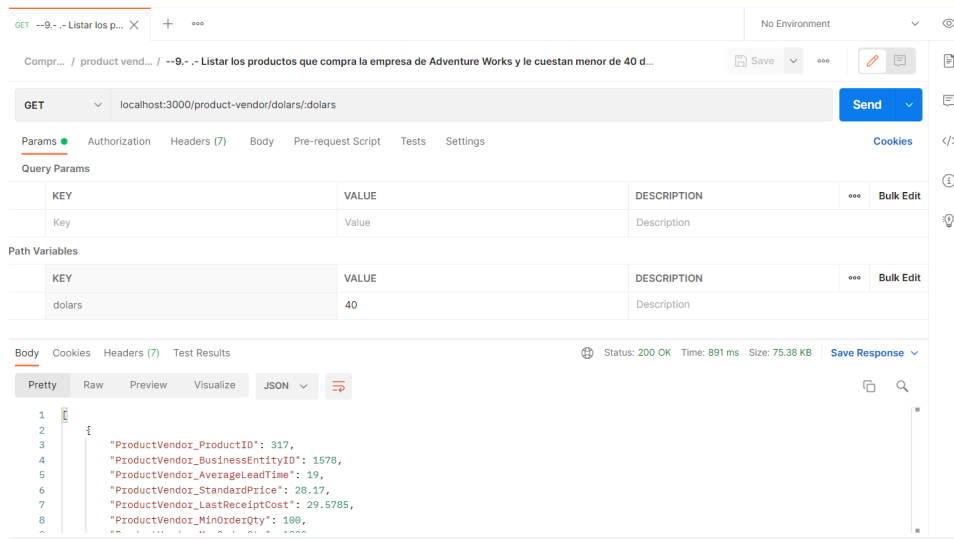 GET --9.- .- Listar los p...
No Environment
Compr... / product vend... / --9.- .- Listar los productos que compra la empresa de Adventure Works y le cuestan menor de 40 d...
Save
GET localhost:3000/product-vendor/dolars/:dolars Send
Params Authorization Headers (7) Body Pre-request Script Tests Settings Cookies
Query Params
KEY VALUE DESCRIPTION Bulk Edit
Key Value Description
Path Variables
KEY VALUE DESCRIPTION Bulk Edit
dolars 40 Description
Body Cookies Headers (7) Test Results Status: 200 OK Time: 891 ms Size: 75.38 KB Save Response
Pretty Raw Preview Visualize JSON
1 [
2 {
3 "ProductVendor_ProductID": 317,
4 "ProductVendor_BusinessEntityID": 1578,
5 "ProductVendor_AverageLeadTime": 19,
6 "ProductVendor_StandardPrice": 28.17,
7 "ProductVendor_LastReceiptCost": 29.5785,
8 "ProductVendor_MinOrderQty": 100,